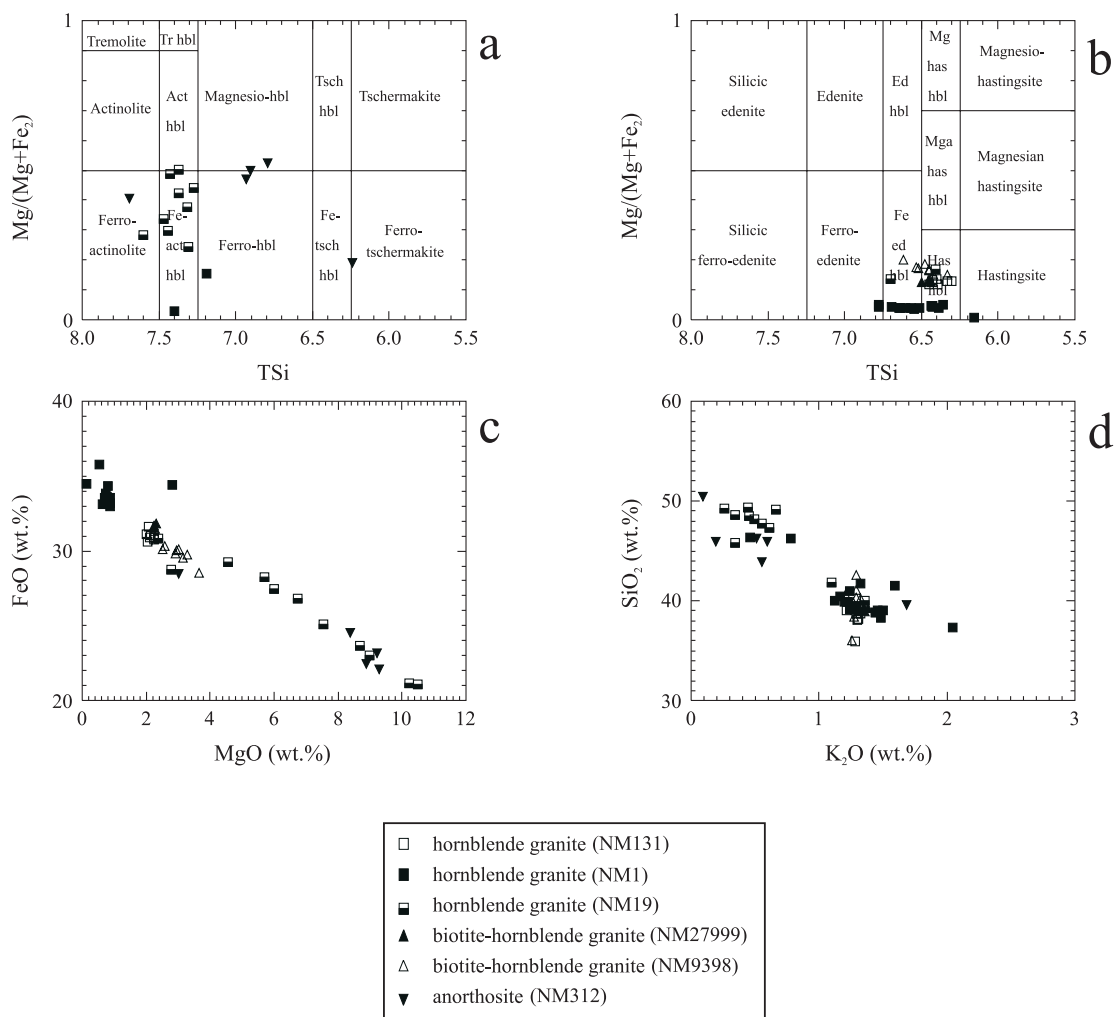 a
1
Mg/(Mg+Fe₂)
0
8.0 7.5 7.0 6.5 6.0 5.5
TSi
Tremolite
Tr hbl
Actinolite
Act
hbl
Magnesio-hbl
Tsch
hbl
Tschermakite
Ferro-
actinolite
Fe-
act
hbl
Ferro-hbl
Fe-
tsch
hbl
Ferro-
tschermakite
b
1
Mg/(Mg+Fe₂)
0
8.0 7.5 7.0 6.5 6.0 5.5
TSi
Silicic
edenite
Edenite
Ed
hbl
Mg
has
hbl
Magnesio-
hastingsite
Mga
has
hbl
Magnesian
hastingsite
Silicic
ferro-edenite
Ferro-
edenite
Fe
ed
hbl
Has
hbl
Hastingsite
c
40
30
20
FeO (wt.%)
0 2 4 6 8 10 12
MgO (wt.%)
d
60
50
40
30
SiO₂ (wt.%)
0 1 2 3
K₂O (wt.%)
hornblende granite (NM131)
hornblende granite (NM1)
hornblende granite (NM19)
biotite-hornblende granite (NM27999)
biotite-hornblende granite (NM9398)
anorthosite (NM312)